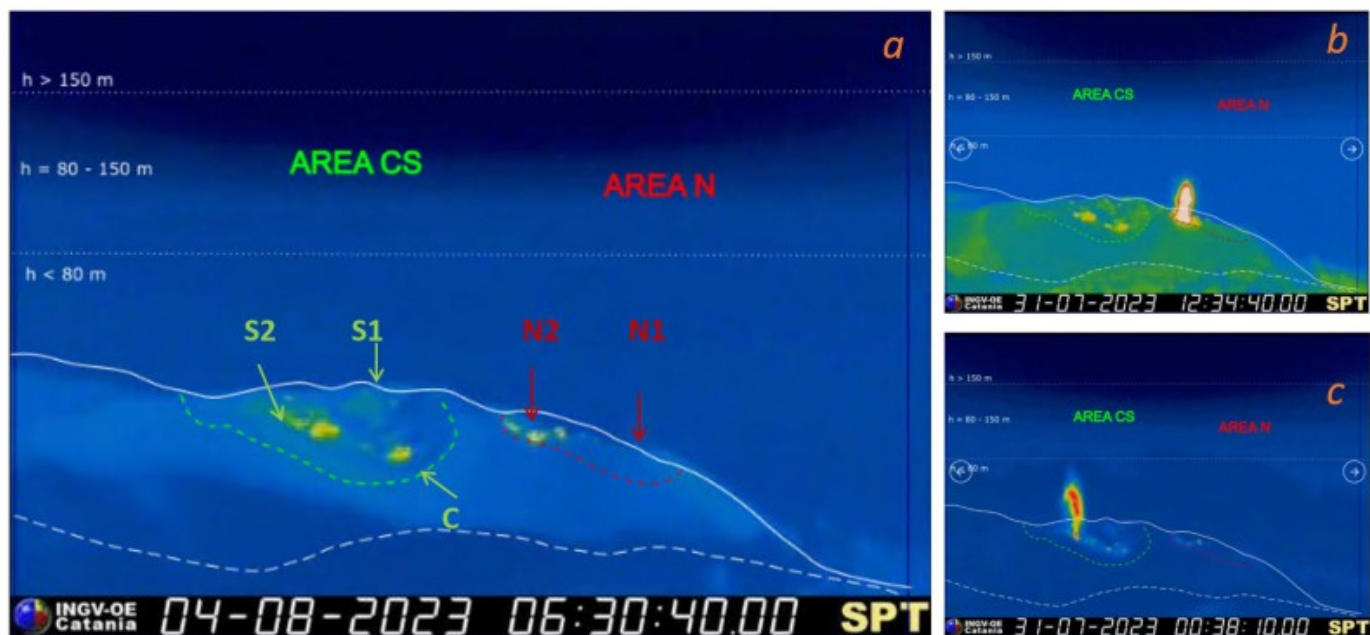 a
h > 150 m
AREA CS
h = 80 - 150 m
AREA N
h < 80 m
S2
S1
N2
N1
C
INGV-OE
Catania
04-08-2023 06:30:40.00 SPT
b
h > 150 m
AREA CS
h = 80 - 150 m
AREA N
INGV-OE
Catania
31-07-2023 12:34:40.00 SPT
c
h > 150 m
AREA CS
h = 80 - 150 m
AREA N
INGV-OE
Catania
31-07-2023 00:38:10.00 SPT